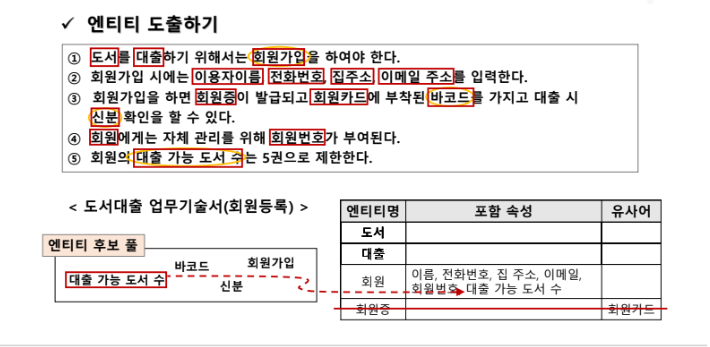 ✓ 엔티티 도출하기
① 도서를 대출하기 위해서는 회원가입을 하여야 한다.
② 회원가입 시에는 이용자이름, 전화번호, 집주소, 이메일 주소를 입력한다.
③ 회원가입을 하면 회원증이 발급되고 회원카드에 부착된 바코드를 가지고 대출 시
신분 확인을 할 수 있다.
④ 회원에게는 자체 관리를 위해 회원번호가 부여된다.
⑤ 회원의 대출 가능 도서 수는 5권으로 제한한다.
< 도서대출 업무기술서(회원등록) >
엔티티 후보 풀
바코드 회원가입
대출 가능 도서 수
신분
엔티티명 포함 속성 유사어
도서
대출
회원 이름, 전화번호, 집 주소, 이메일,
회원번호, 대출 가능 도서 수
회원증 회원카드